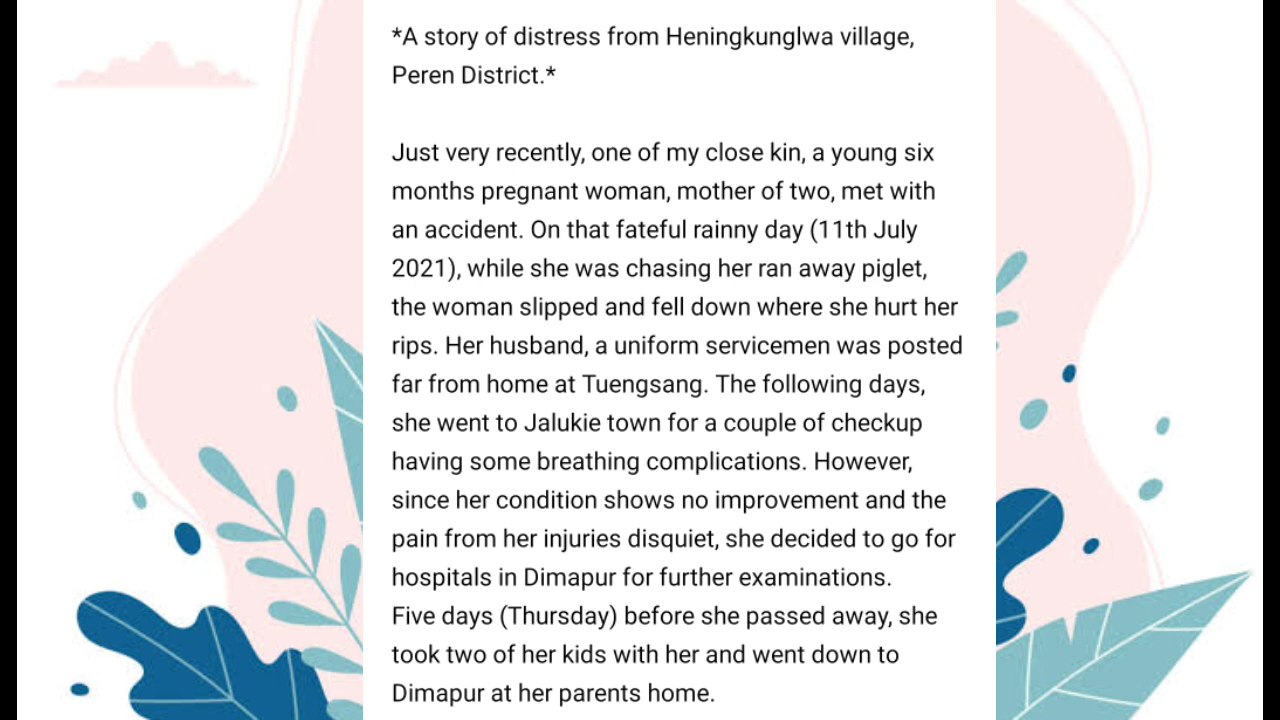 *A story of distress from Heningkunglwa village,
Peren District.*
Just very recently, one of my close kin, a young six
months pregnant woman, mother of two, met with
an accident. On that fateful rainny day (11th July
2021), while she was chasing her ran away piglet,
the woman slipped and fell down where she hurt her
rips. Her husband, a uniform servicemen was posted
far from home at Tuengsang. The following days,
she went to Jalukie town for a couple of checkup
having some breathing complications. However,
since her condition shows no improvement and the
pain from her injuries disquiet, she decided to go for
hospitals in Dimapur for further examinations.
Five days (Thursday) before she passed away, she
took two of her kids with her and went down to
Dimapur at her parents home.